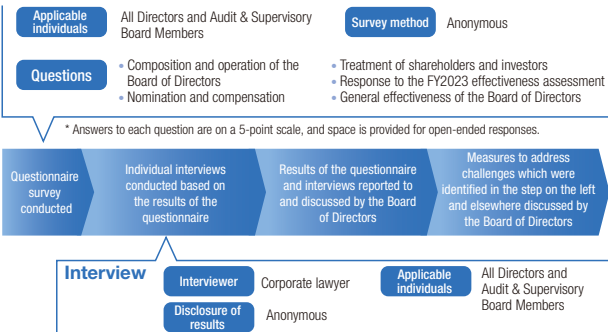 Applicable
individuals
All Directors and Audit & Supervisory
Board Members
Survey method
Anonymous
Questions
• Composition and operation of the
Board of Directors
• Nomination and compensation
• Treatment of shareholders and investors
• Response to the FY2023 effectiveness assessment
• General effectiveness of the Board of Directors
* Answers to each question are on a 5-point scale, and space is provided for open-ended responses.
Questionnaire
survey
conducted
Individual interviews
conducted based on
the results of the
questionnaire
Results of the questionnaire
and interviews reported to
and discussed by the Board
of Directors
Measures to address
challenges which were
identified in the step on the left
and elsewhere discussed by
the Board of Directors
Interview
Interviewer
Corporate lawyer
Disclosure of
results
Anonymous
Applicable
individuals
All Directors and
Audit & Supervisory
Board Members